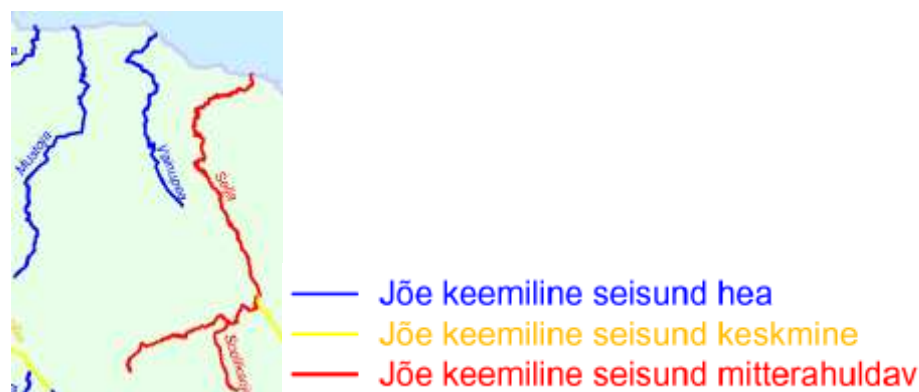 Mustoja
Vainupea
Selja
Jõe keemiline seisund hea
Jõe keemiline seisund keskmine
Jõe keemiline seisund mitterahuldav